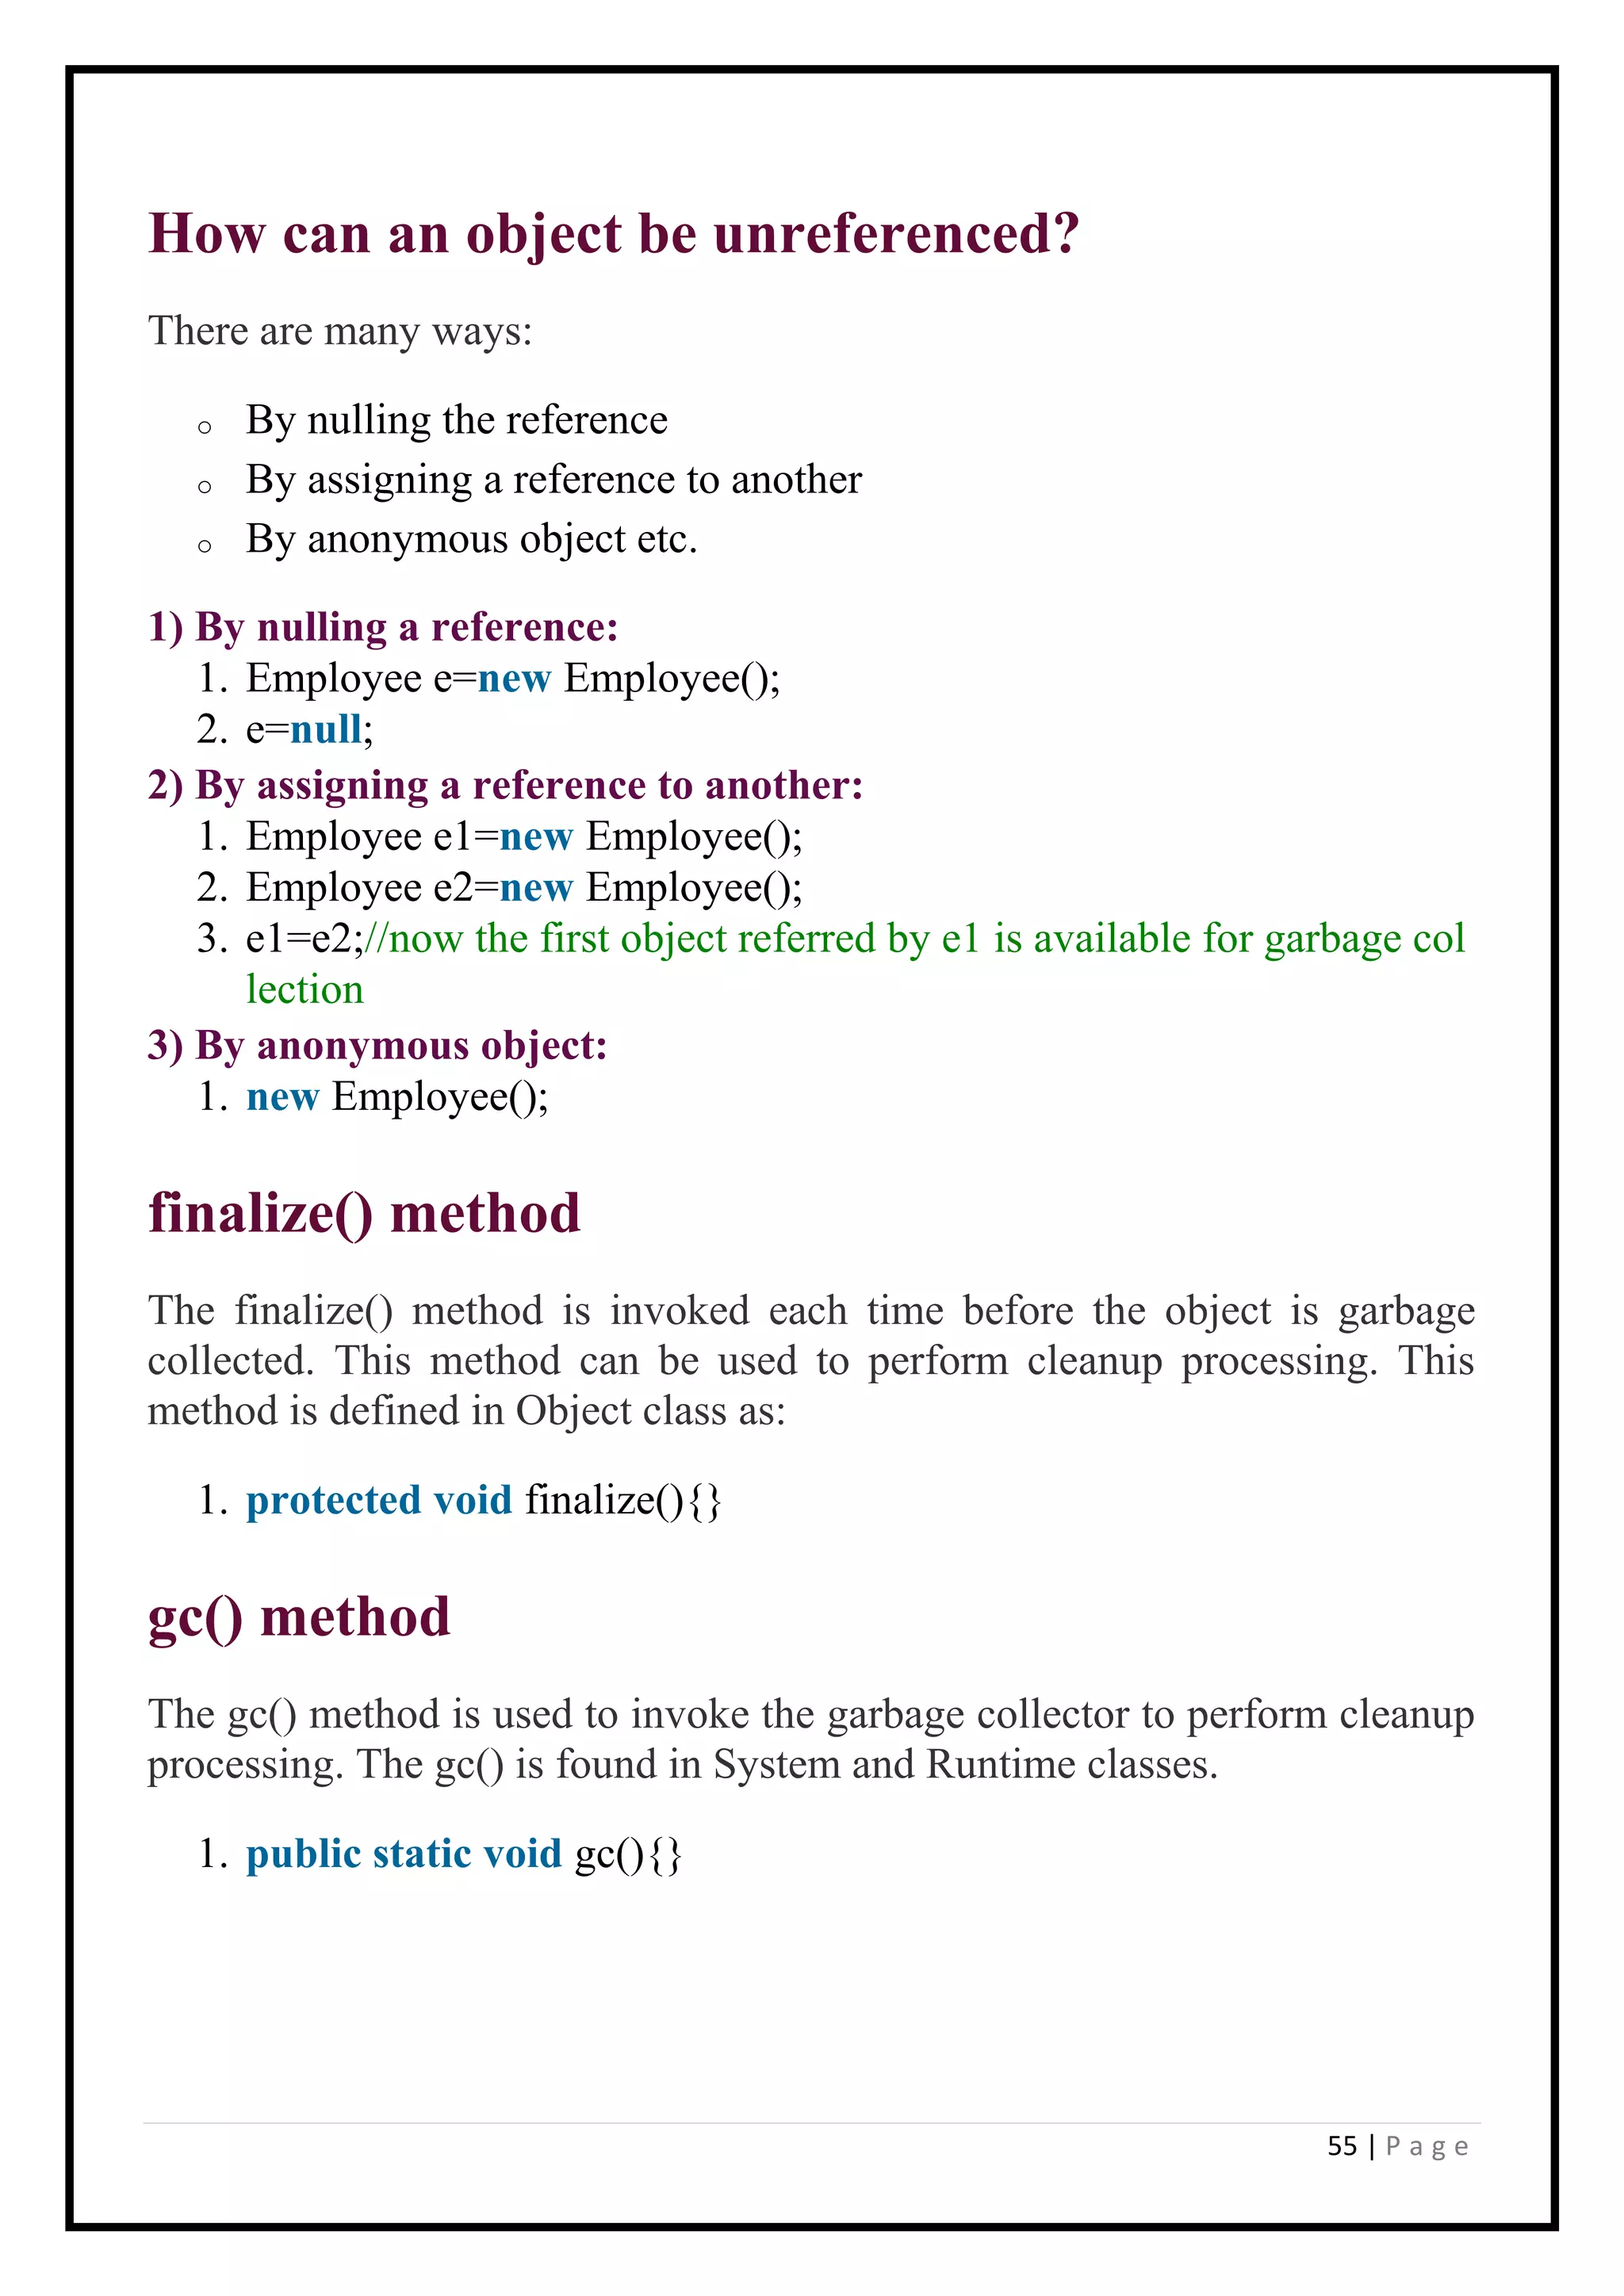 How can an object be unreferenced?
There are many ways:
o By nulling the reference
o By assigning a reference to another
o By anonymous object etc.
1) By nulling a reference:
1. Employee e=new Employee();
2. e=null;
2) By assigning a reference to another:
1. Employee e1=new Employee();
2. Employee e2=new Employee();
3. e1=e2;//now the first object referred by e1 is available for garbage col
lection
3) By anonymous object:
1. new Employee();
finalize() method
The finalize() method is invoked each time before the object is garbage
collected. This method can be used to perform cleanup processing. This
method is defined in Object class as:
1. protected void finalize(){}
gc() method
The gc() method is used to invoke the garbage collector to perform cleanup
processing. The gc() is found in System and Runtime classes.
1. public static void gc(){}
55 | P a g e